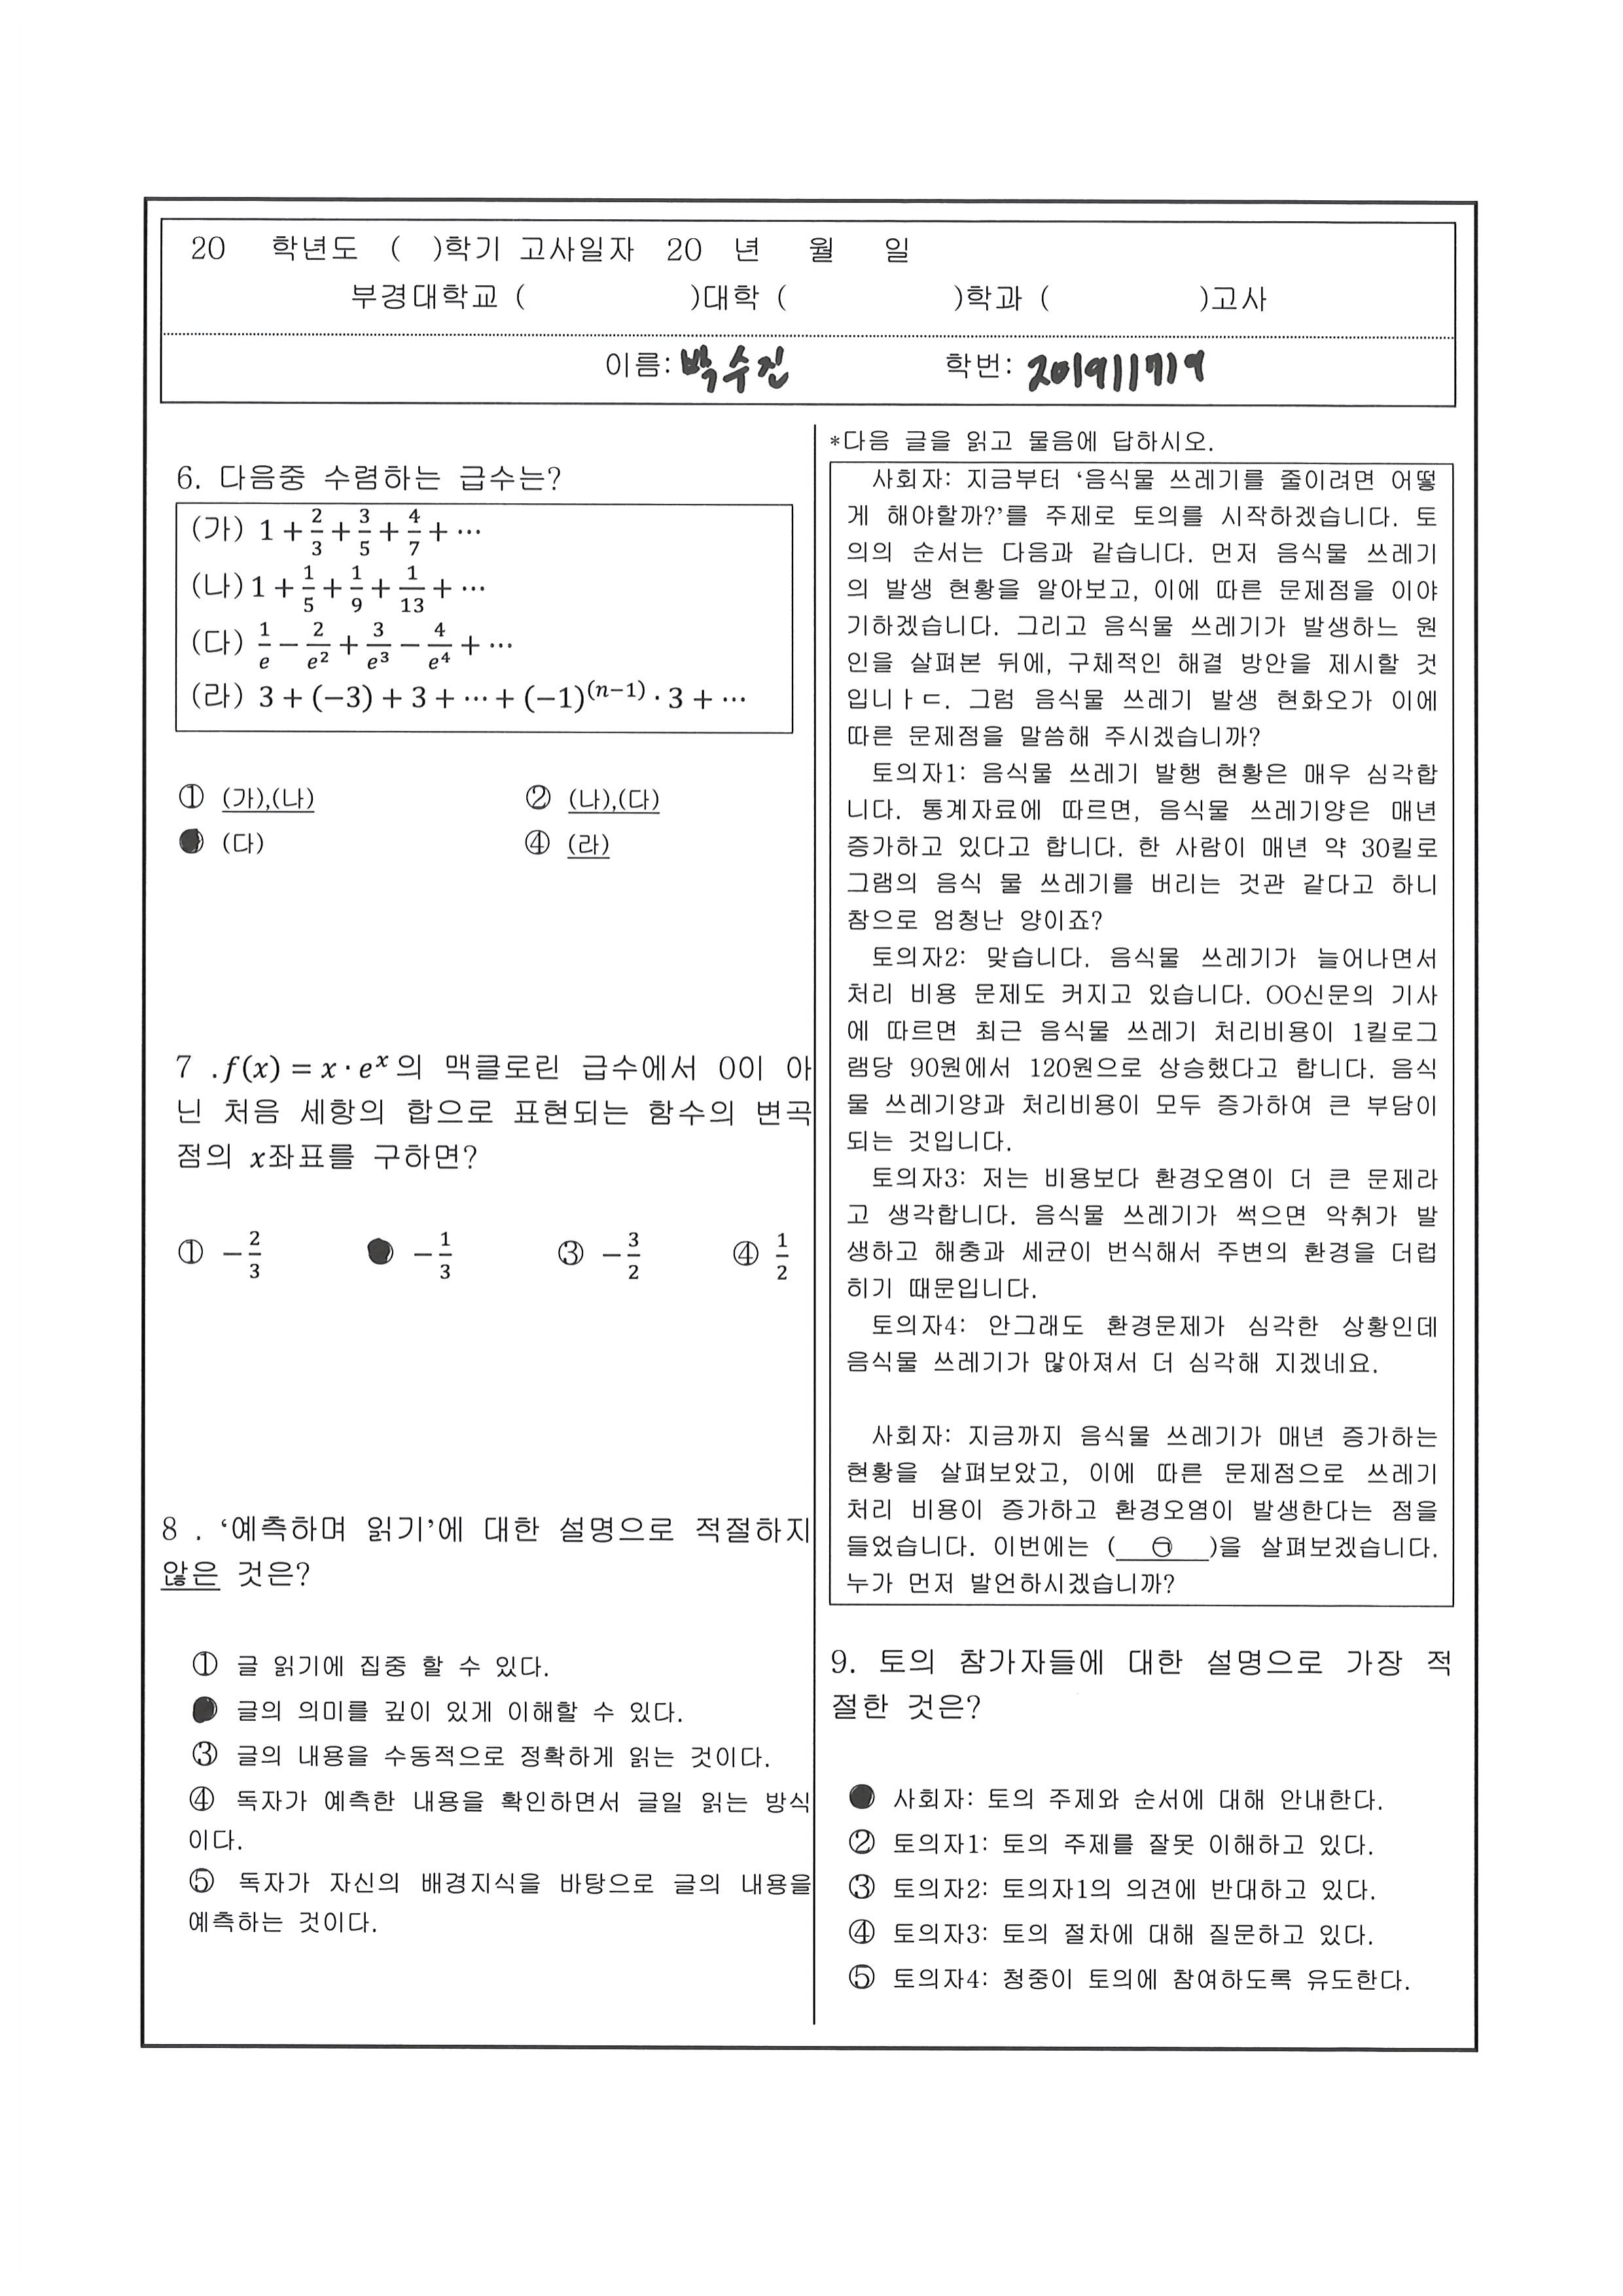 20 학년도 ( )학기 고사일자 20 년 월 일
부경대학교 ( )대학 ( )학과 ( )고사
이름: 박수진 학번: 201911719
6. 다음중 수렴하는 급수는?
(가) 1 + 2/3 + 3/5 + 4/7 + ⋯
(나) 1 + 1/5 + 1/9 + 1/13 + ⋯
(다) 1/e − 2/e² + 3/e³ − 4/e⁴ + ⋯
(라) 3 + (−3) + 3 + ⋯ + (−1)^(n−1) · 3 + ⋯
① (가),(나) ② (나),(다)
● (다) ④ (라)
7 .f(x) = x · eˣ의 맥클로린 급수에서 0이 아
닌 처음 세항의 합으로 표현되는 함수의 변곡
점의 x좌표를 구하면?
① −2/3 ● −1/3 ③ −3/2 ④ 1/2
8 . ‘예측하며 읽기’에 대한 설명으로 적절하지
않은 것은?
① 글 읽기에 집중 할 수 있다.
● 글의 의미를 깊이 있게 이해할 수 있다.
③ 글의 내용을 수동적으로 정확하게 읽는 것이다.
④ 독자가 예측한 내용을 확인하면서 글일 읽는 방식
이다.
⑤ 독자가 자신의 배경지식을 바탕으로 글의 내용을
예측하는 것이다.
*다음 글을 읽고 물음에 답하시오.
사회자: 지금부터 ‘음식물 쓰레기를 줄이려면 어떻
게 해야할까?’를 주제로 토의를 시작하겠습니다. 토
의의 순서는 다음과 같습니다. 먼저 음식물 쓰레기
의 발생 현황을 알아보고, 이에 따른 문제점을 이야
기하겠습니다. 그리고 음식물 쓰레기가 발생하느 원
인을 살펴본 뒤에, 구체적인 해결 방안을 제시할 것
입니ㅏㄷ. 그럼 음식물 쓰레기 발생 현화오가 이에
따른 문제점을 말씀해 주시겠습니까?
토의자1: 음식물 쓰레기 발행 현황은 매우 심각합
니다. 통계자료에 따르면, 음식물 쓰레기양은 매년
증가하고 있다고 합니다. 한 사람이 매년 약 30킬로
그램의 음식 물 쓰레기를 버리는 것관 같다고 하니
참으로 엄청난 양이죠?
토의자2: 맞습니다. 음식물 쓰레기가 늘어나면서
처리 비용 문제도 커지고 있습니다. OO신문의 기사
에 따르면 최근 음식물 쓰레기 처리비용이 1킬로그
램당 90원에서 120원으로 상승했다고 합니다. 음식
물 쓰레기양과 처리비용이 모두 증가하여 큰 부담이
되는 것입니다.
토의자3: 저는 비용보다 환경오염이 더 큰 문제라
고 생각합니다. 음식물 쓰레기가 썩으면 악취가 발
생하고 해충과 세균이 번식해서 주변의 환경을 더럽
히기 때문입니다.
토의자4: 안그래도 환경문제가 심각한 상황인데
음식물 쓰레기가 많아져서 더 심각해 지겠네요.
사회자: 지금까지 음식물 쓰레기가 매년 증가하는
현황을 살펴보았고, 이에 따른 문제점으로 쓰레기
처리 비용이 증가하고 환경오염이 발생한다는 점을
들었습니다. 이번에는 ( ㉠ )을 살펴보겠습니다.
누가 먼저 발언하시겠습니까?
9. 토의 참가자들에 대한 설명으로 가장 적
절한 것은?
● 사회자: 토의 주제와 순서에 대해 안내한다.
② 토의자1: 토의 주제를 잘못 이해하고 있다.
③ 토의자2: 토의자1의 의견에 반대하고 있다.
④ 토의자3: 토의 절차에 대해 질문하고 있다.
⑤ 토의자4: 청중이 토의에 참여하도록 유도한다.